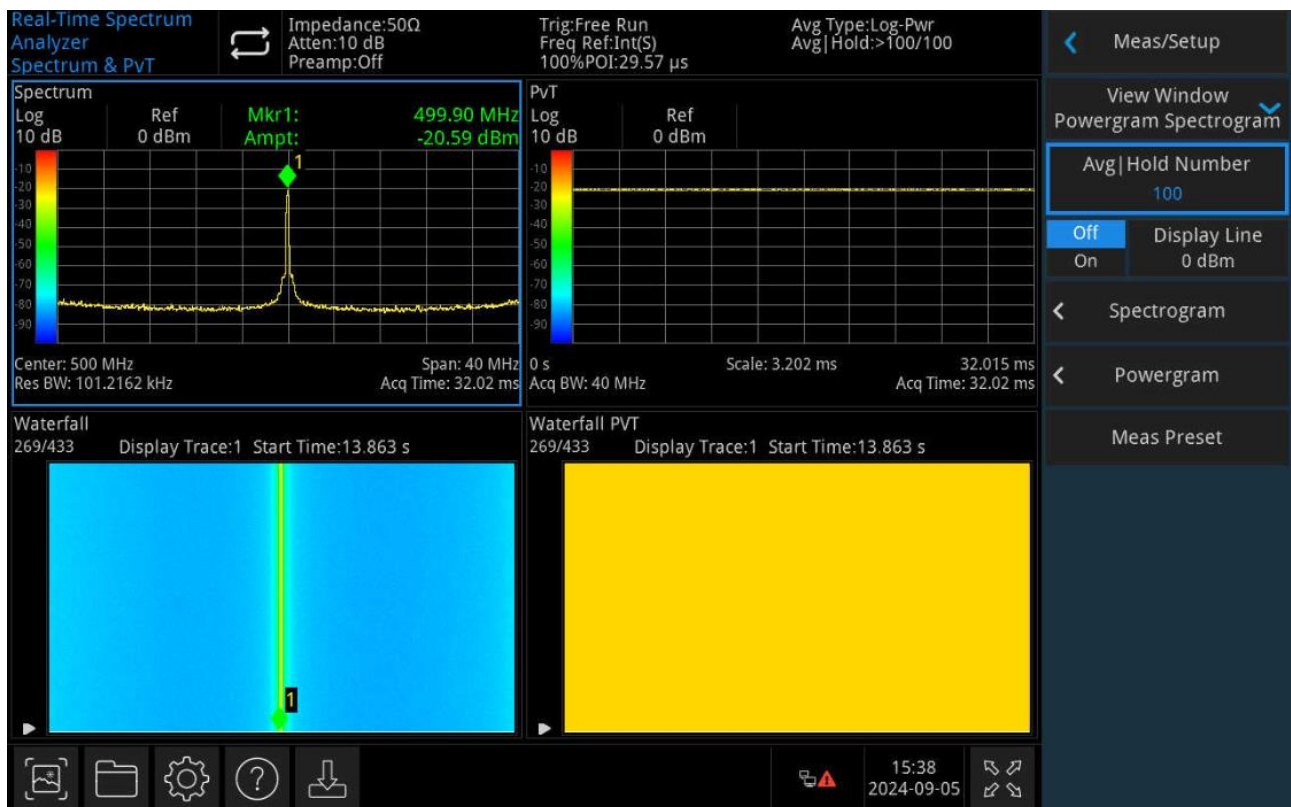 Real-Time Spectrum
Analyzer
Spectrum & PvT
Impedance:50Ω
Atten:10 dB
Preamp:Off
Trig:Free Run
Freq Ref:Int(S)
100%POI:29.57 µs
Avg Type:Log-Pwr
Avg|Hold:>100/100
Spectrum
Log
10 dB
Ref
0 dBm
Mkr1: 499.90 MHz
Ampt: -20.59 dBm
1
-10
-20
-30
-40
-50
-60
-70
-80
-90
Center: 500 MHz
Span: 40 MHz
Res BW: 101.2162 kHz
Acq Time: 32.02 ms
PvT
Log
10 dB
Ref
0 dBm
-10
-20
-30
-40
-50
-60
-70
-80
-90
0 s
Scale: 3.202 ms
32.015 ms
Acq BW: 40 MHz
Acq Time: 32.02 ms
Waterfall
269/433 Display Trace:1 Start Time:13.863 s
1
Waterfall PVT
269/433 Display Trace:1 Start Time:13.863 s
Meas/Setup
View Window
Powergram Spectrogram
Avg|Hold Number
100
Off
On
Display Line
0 dBm
Spectrogram
Powergram
Meas Preset
?
15:38
2024-09-05